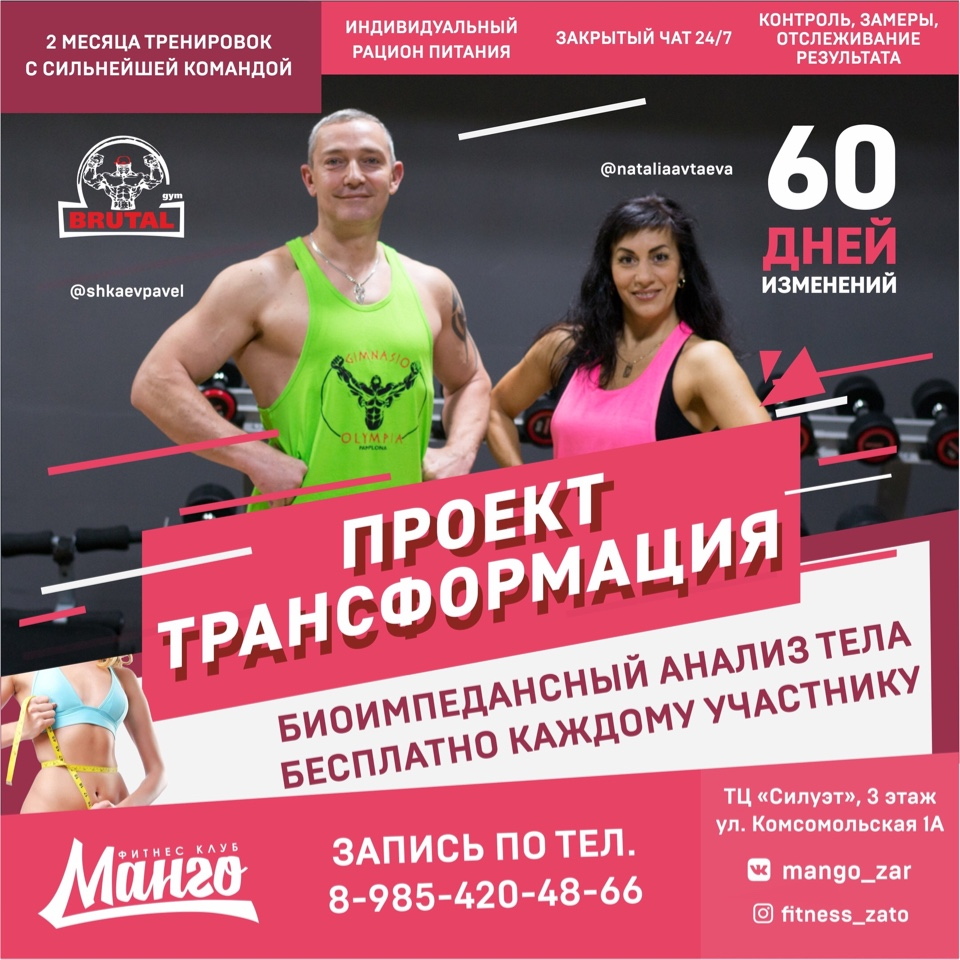 2 МЕСЯЦА ТРЕНИРОВОК
С СИЛЬНЕЙШЕЙ КОМАНДОЙ
ИНДИВИДУАЛЬНЫЙ
РАЦИОН ПИТАНИЯ
ЗАКРЫТЫЙ ЧАТ 24/7
КОНТРОЛЬ, ЗАМЕРЫ,
ОТСЛЕЖИВАНИЕ
РЕЗУЛЬТАТА
gym
BRUTAL
@shkaevpavel
@nataliaavtaeva
60
ДНЕЙ
ИЗМЕНЕНИЙ
GIMNASIO
OLYMPIA
PAMPLONA
ПРОЕКТ
ТРАНСФОРМАЦИЯ
БИОИМПЕДАНСНЫЙ АНАЛИЗ ТЕЛА
БЕСПЛАТНО КАЖДОМУ УЧАСТНИКУ
ФИТНЕС КЛУБ
Манго
ЗАПИСЬ ПО ТЕЛ.
8-985-420-48-66
ТЦ «Силуэт», 3 этаж
ул. Комсомольская 1А
mango_zar
fitness_zato